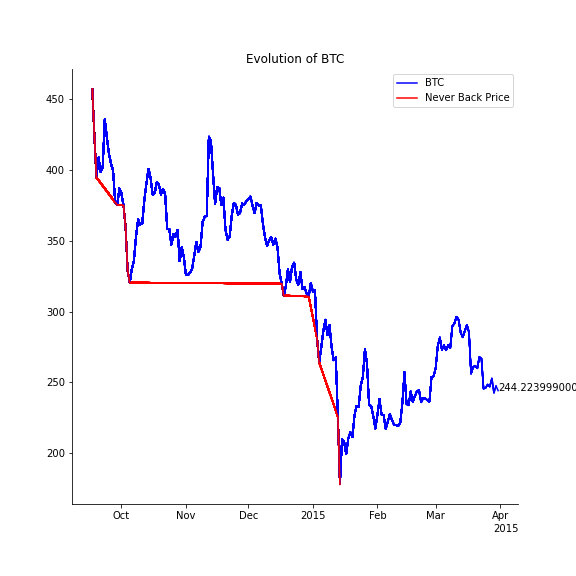 Evolution of BTC
BTC
Never Back Price
450
400
350
300
250
200
244.223999000
Oct
Nov
Dec
2015
Feb
Mar
Apr
2015